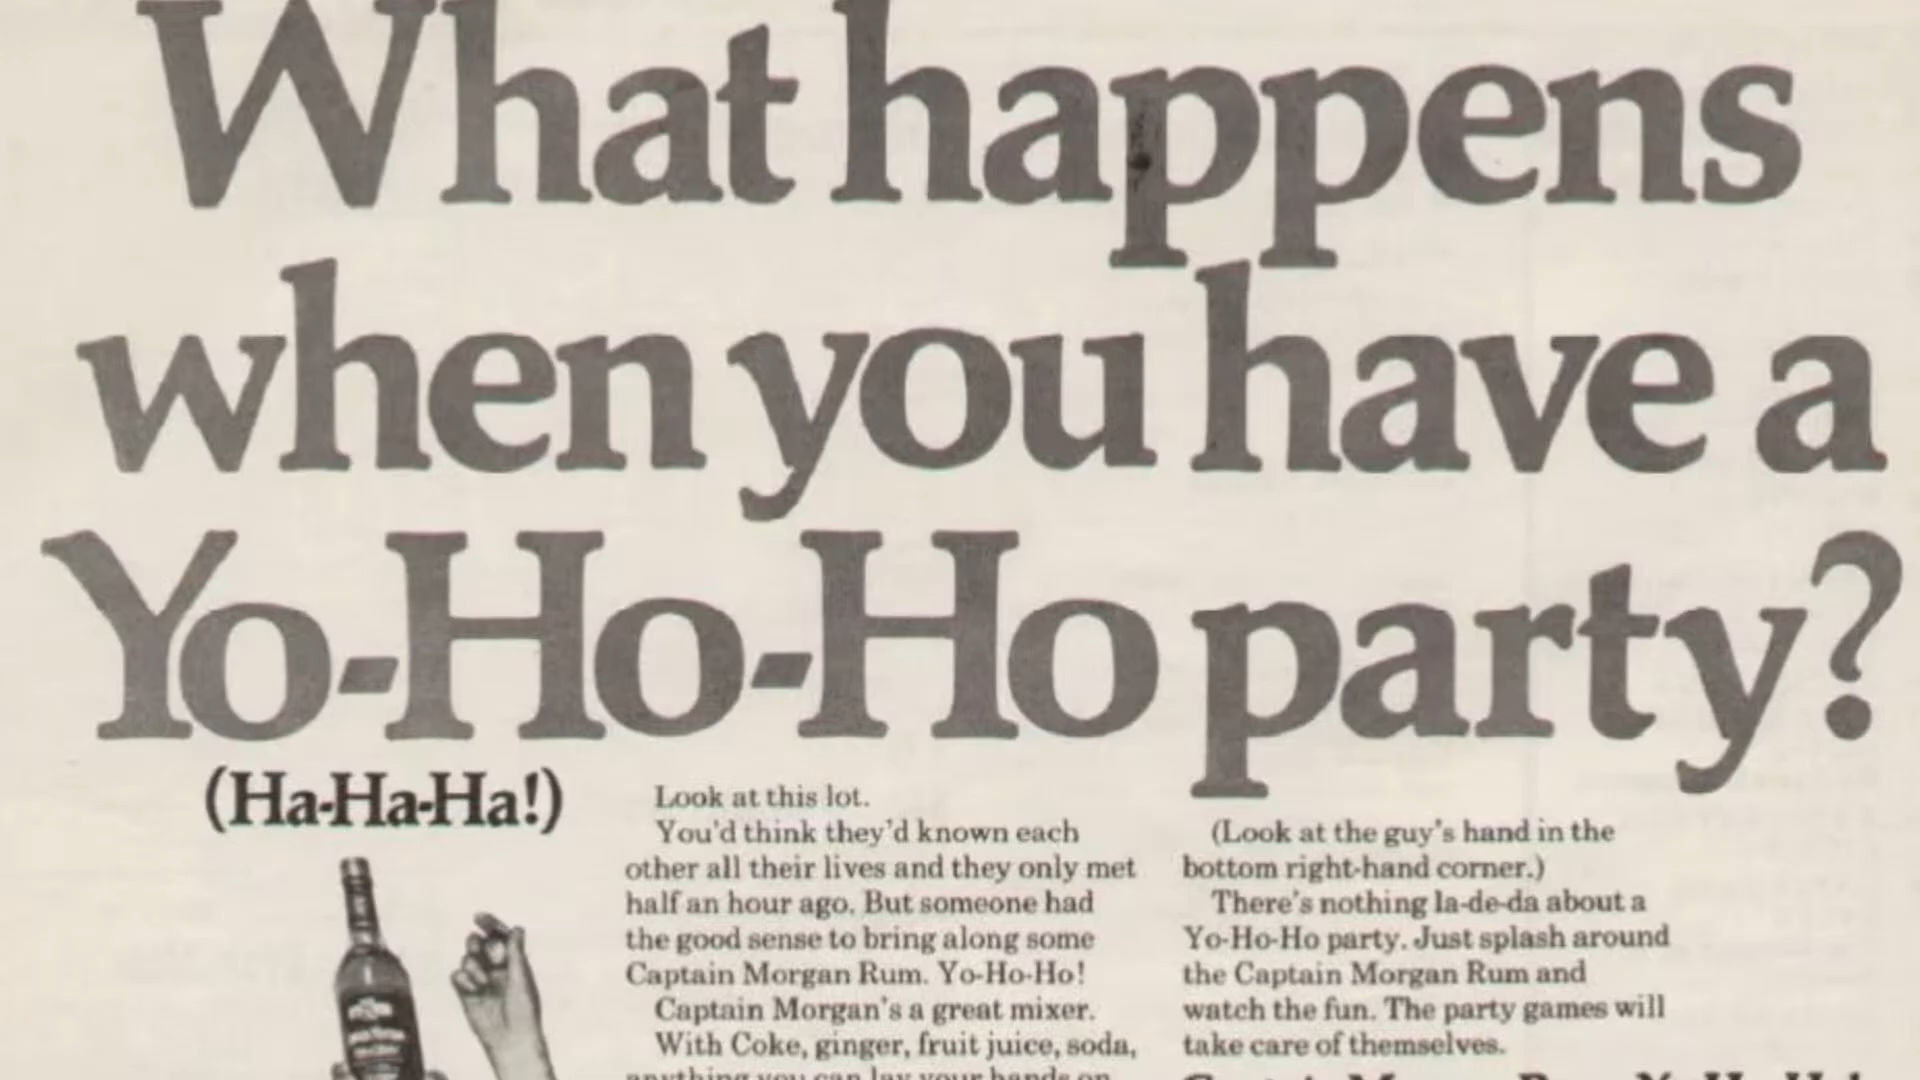 What happens
when you have a
Yo-Ho-Ho party?
(Ha-Ha-Ha!)
Look at this lot.
You'd think they'd known each
other all their lives and they only met
half an hour ago. But someone had
the good sense to bring along some
Captain Morgan Rum. Yo-Ho-Ho!
Captain Morgan's a great mixer.
With Coke, ginger, fruit juice, soda,
anything you can lay your hands on.
(Look at the guy's hand in the
bottom right-hand corner.)
There's nothing la-de-da about a
Yo-Ho-Ho party. Just splash around
the Captain Morgan Rum and
watch the fun. The party games will
take care of themselves.